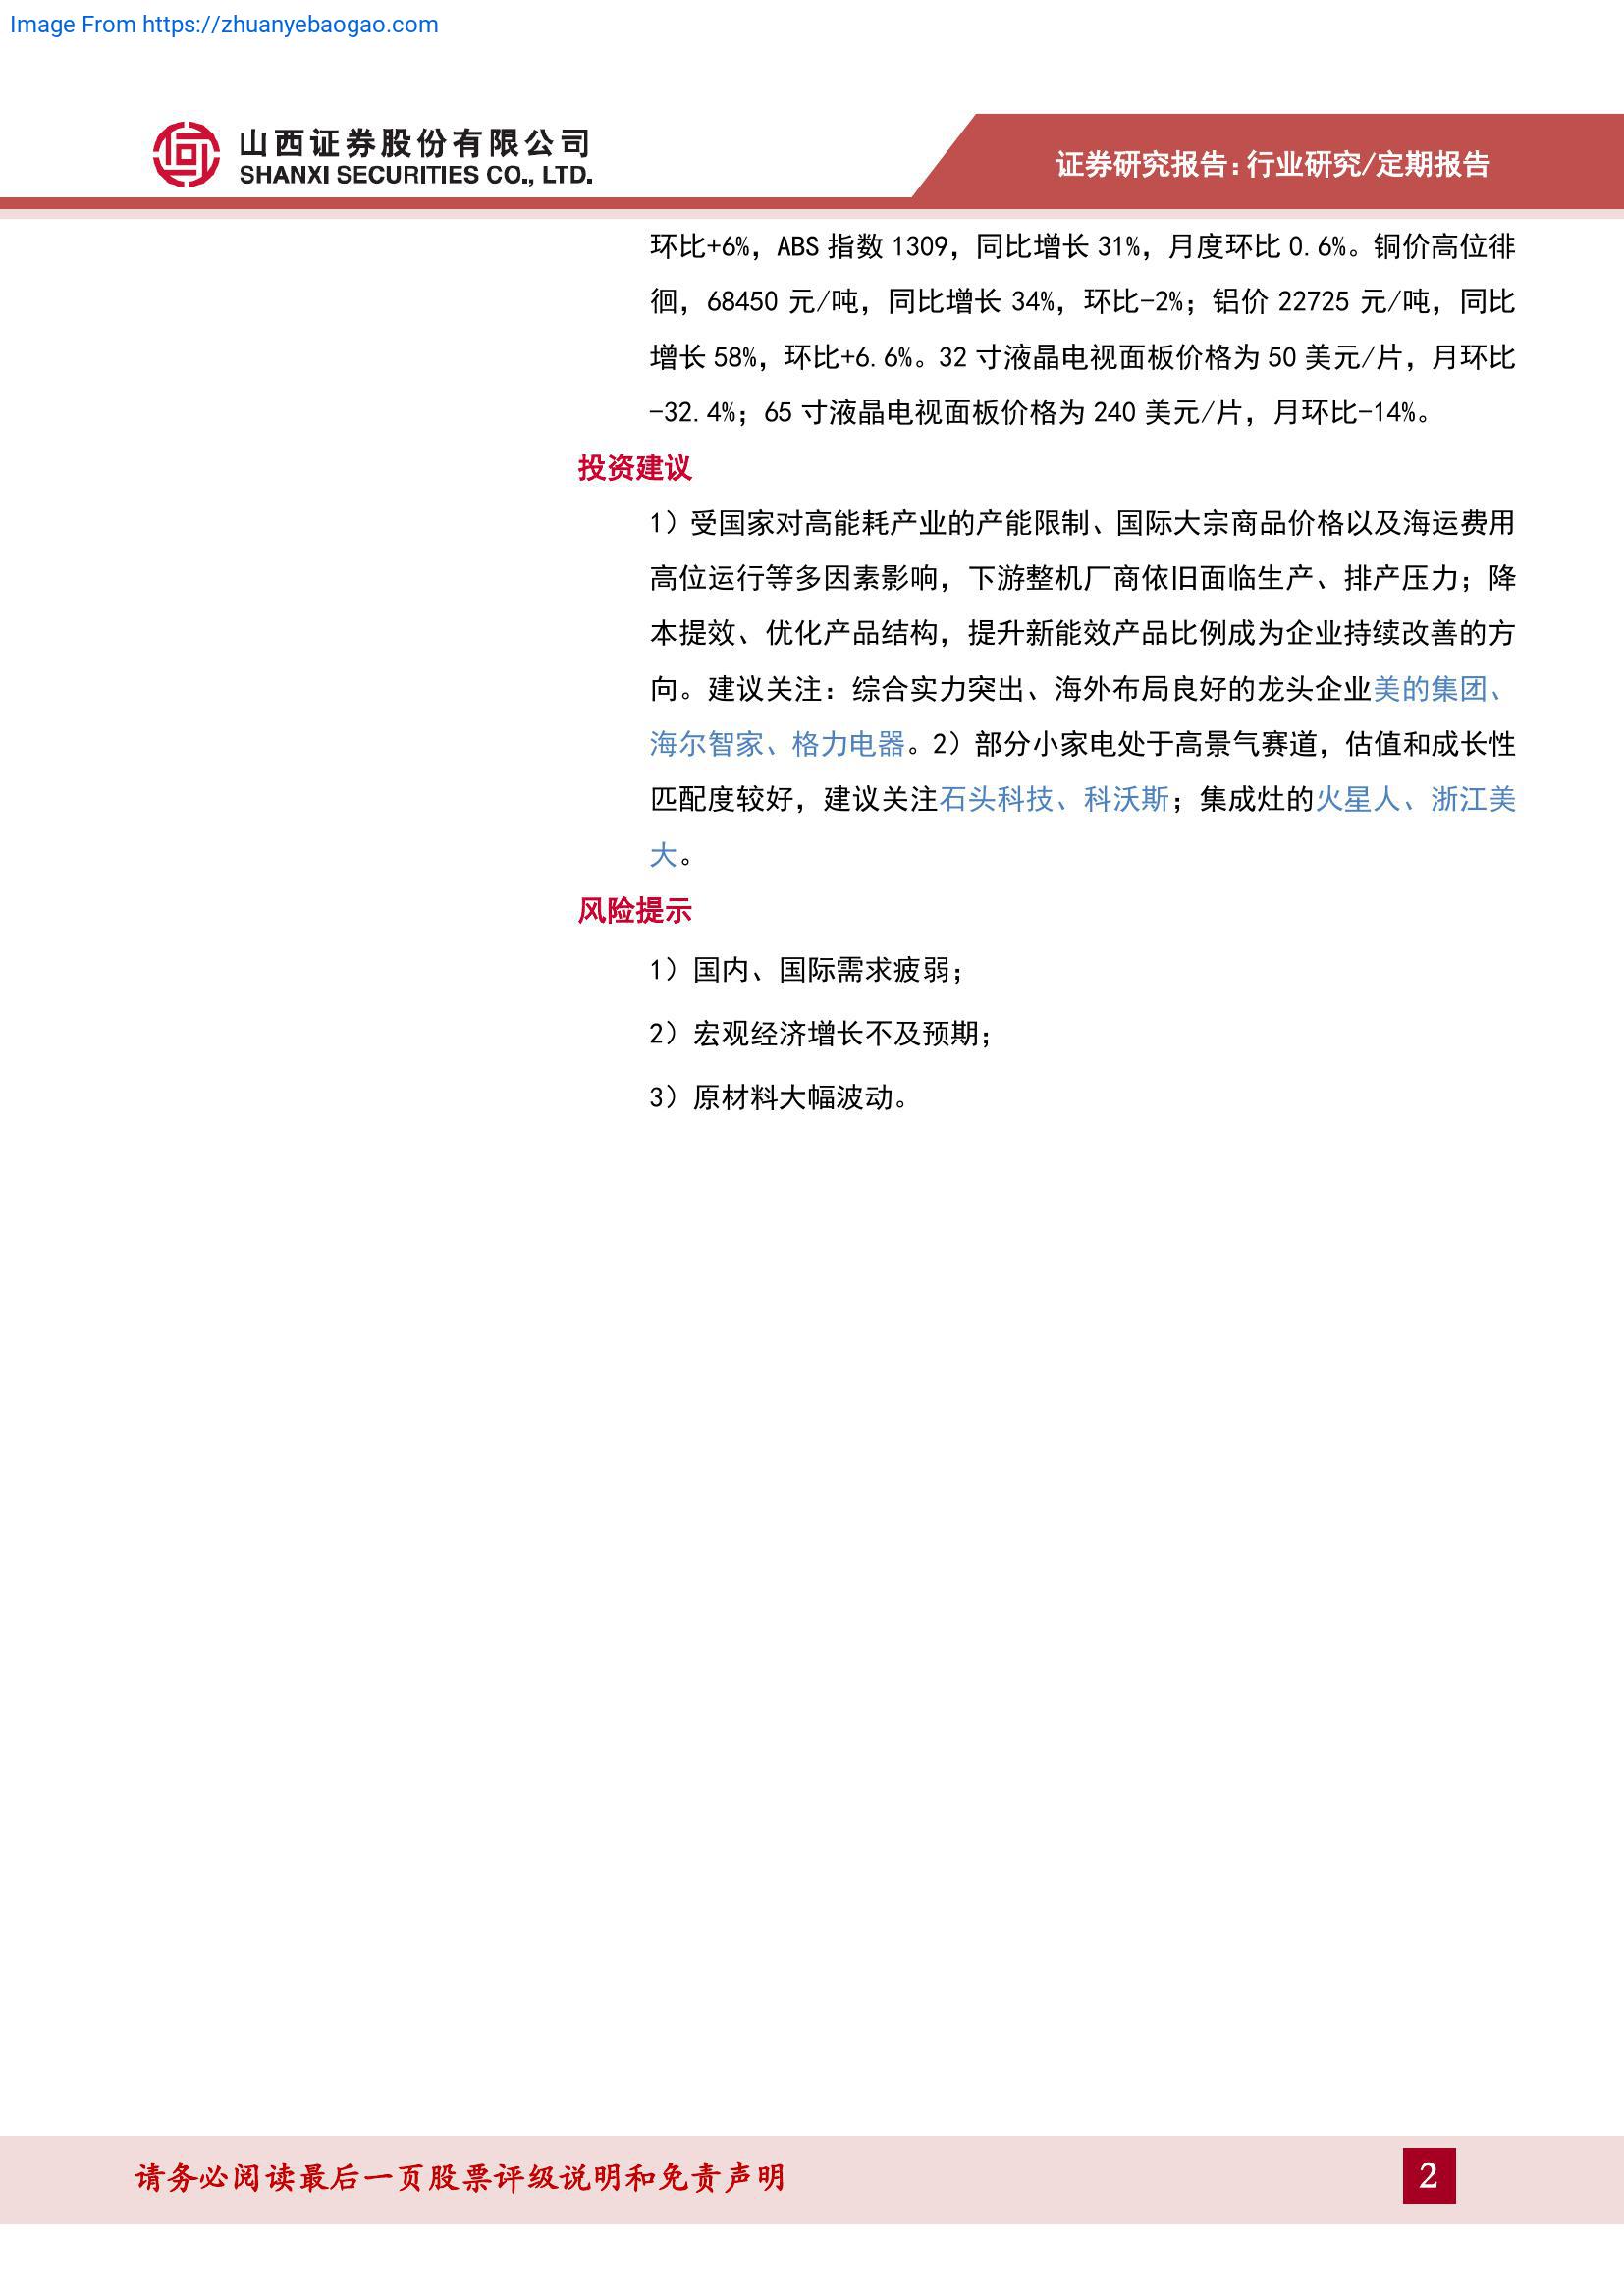 Image From https://zhuanyebaogao.com
山西证券股份有限公司
SHANXI SECURITIES CO., LTD.
证券研究报告:行业研究/定期报告
环比+6%，ABS 指数 1309，同比增长 31%，月度环比 0.6%。铜价高位徘
徊，68450 元/吨，同比增长 34%，环比-2%；铝价 22725 元/吨，同比
增长 58%，环比+6.6%。32 寸液晶电视面板价格为 50 美元/片，月环比
-32.4%；65 寸液晶电视面板价格为 240 美元/片，月环比-14%。
投资建议
1）受国家对高能耗产业的产能限制、国际大宗商品价格以及海运费用
高位运行等多因素影响，下游整机厂商依旧面临生产、排产压力；降
本提效、优化产品结构，提升新能效产品比例成为企业持续改善的方
向。建议关注：综合实力突出、海外布局良好的龙头企业美的集团、
海尔智家、格力电器。2）部分小家电处于高景气赛道，估值和成长性
匹配度较好，建议关注石头科技、科沃斯；集成灶的火星人、浙江美
大。
风险提示
1）国内、国际需求疲弱；
2）宏观经济增长不及预期；
3）原材料大幅波动。
请务必阅读最后一页股票评级说明和免责声明
2